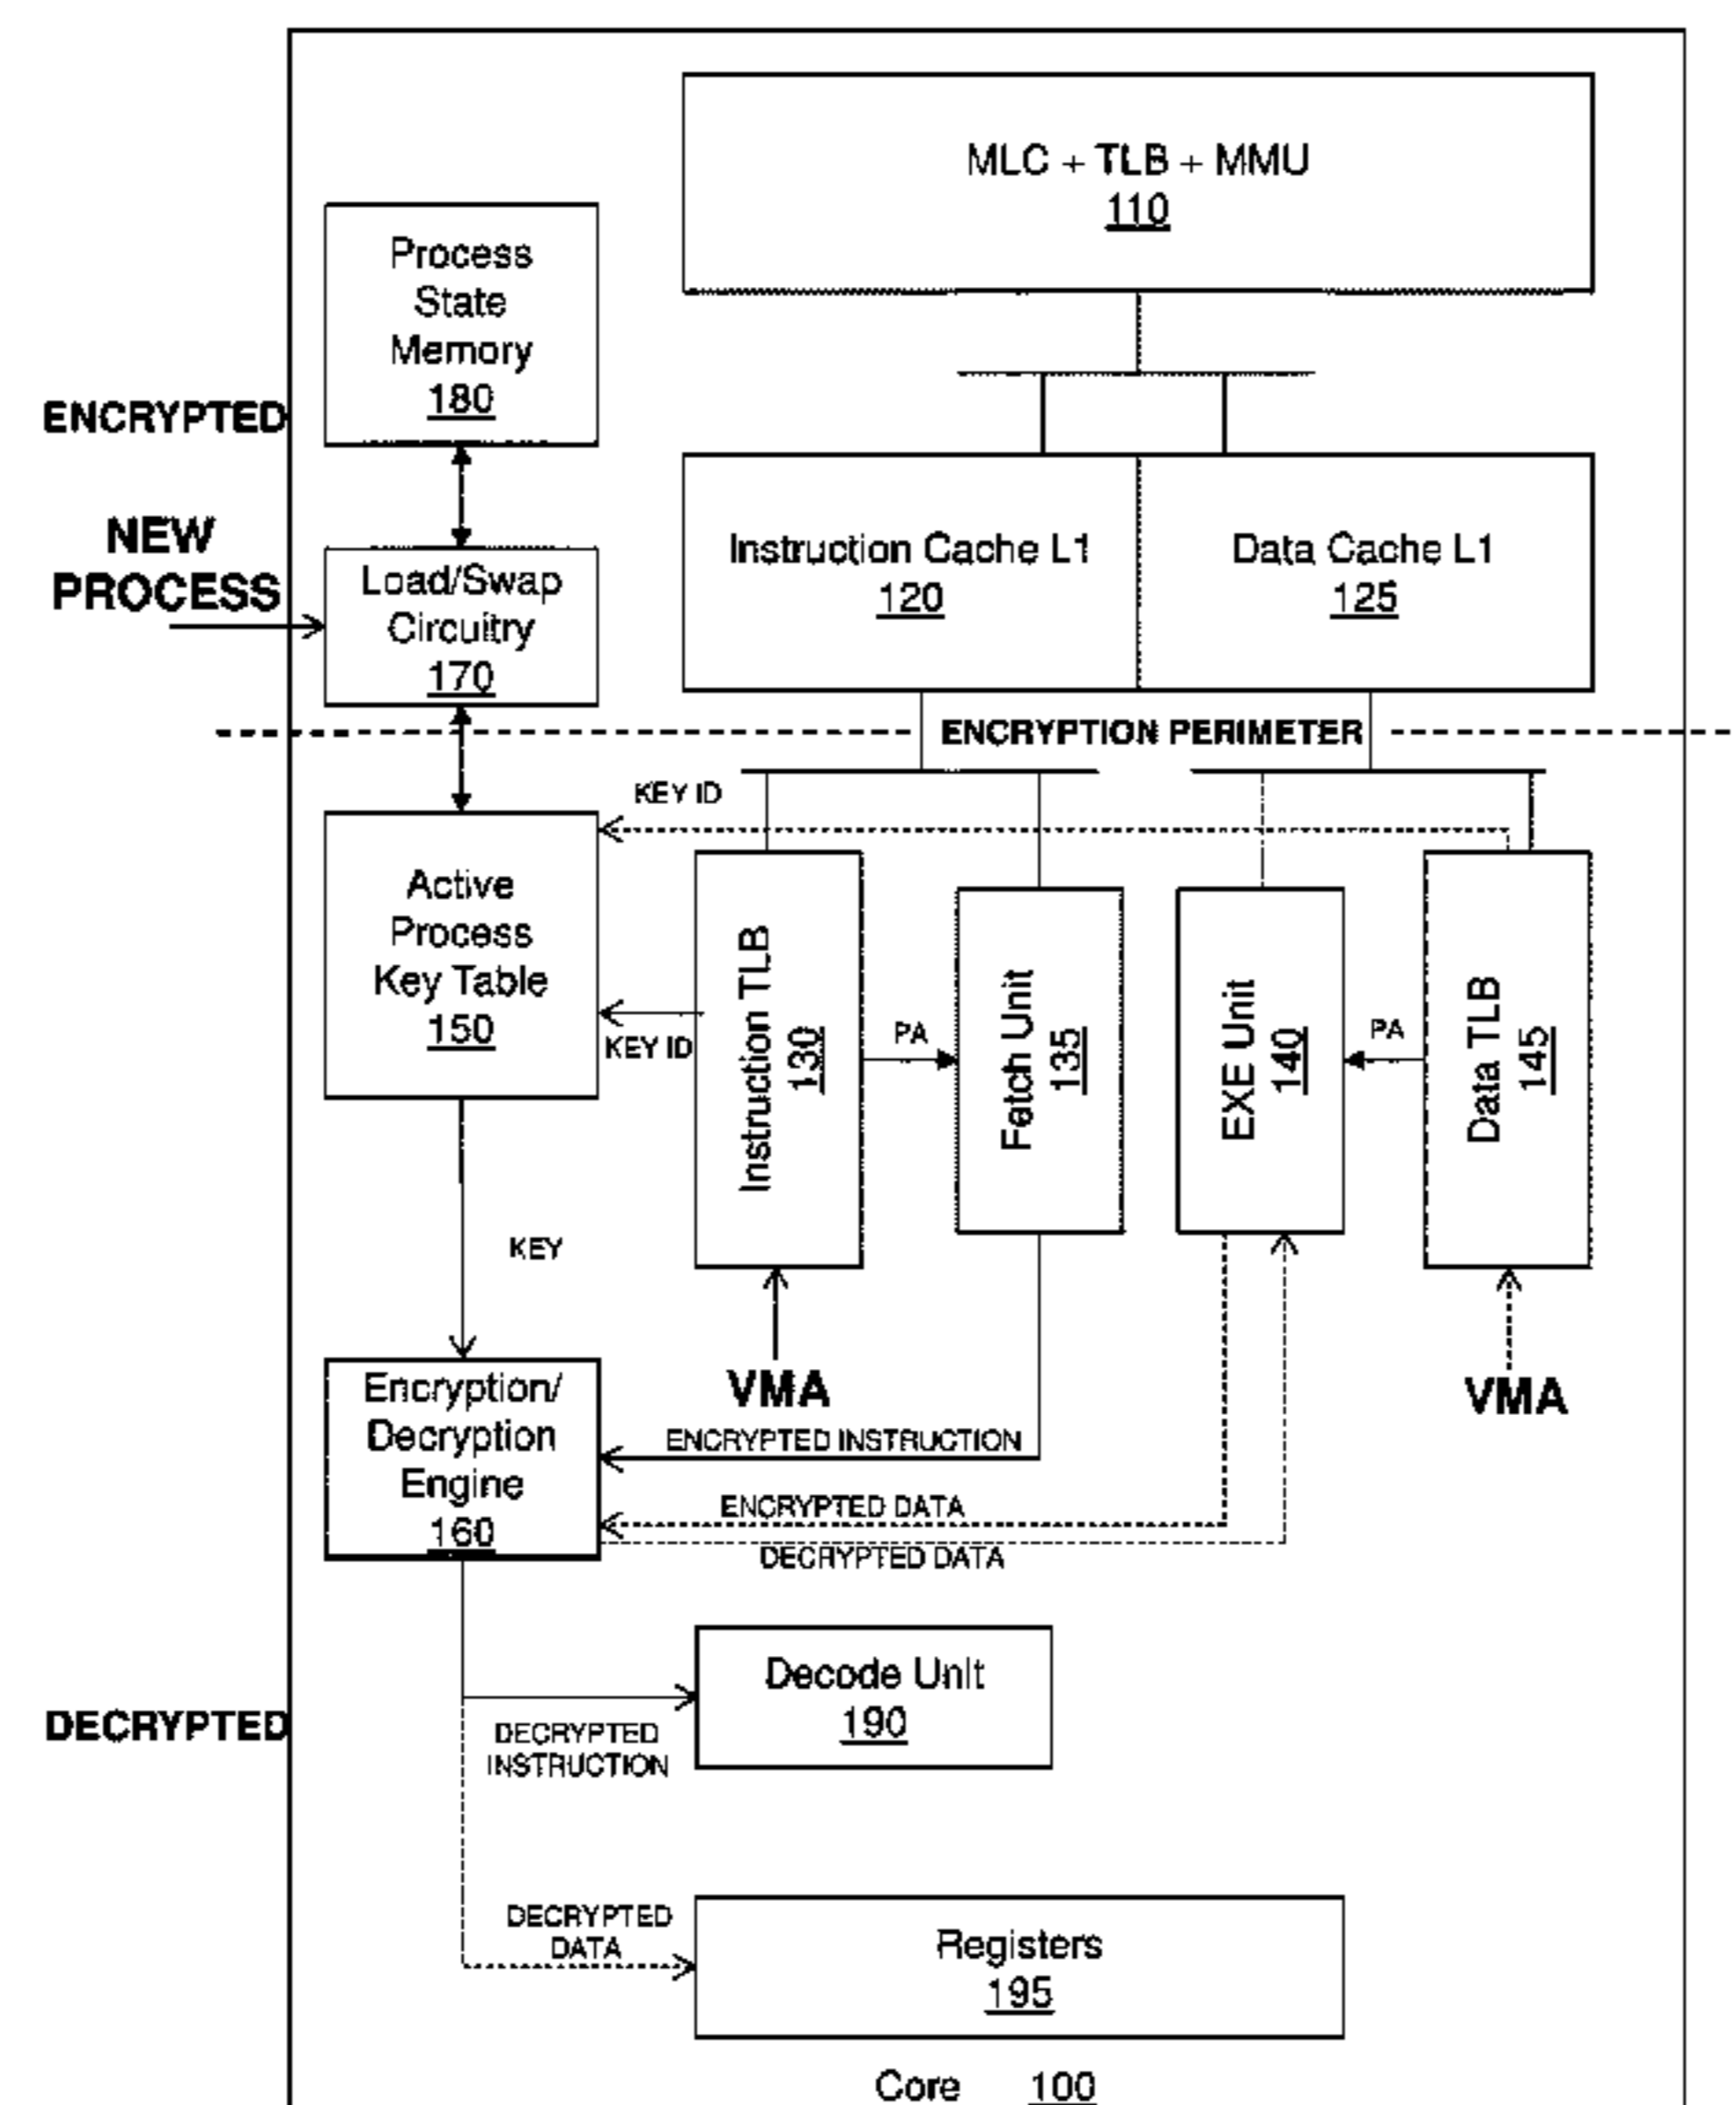 MLC + TLB + MMU
110
Process
State
Memory
180
ENCRYPTED
NEW
PROCESS
Load/Swap
Circuitry
170
Instruction Cache L1
120
Data Cache L1
125
ENCRYPTION PERIMETER
KEY ID
Active
Process
Key Table
150
KEY ID
Instruction TLB
130
PA
Fetch Unit
135
EXE Unit
140
PA
Data TLB
145
KEY
VMA
VMA
Encryption/
Decryption
Engine
160
ENCRYPTED INSTRUCTION
ENCRYPTED DATA
DECRYPTED DATA
Decode Unit
190
DECRYPTED
DECRYPTED
INSTRUCTION
DECRYPTED
DATA
Registers
195
Core 100